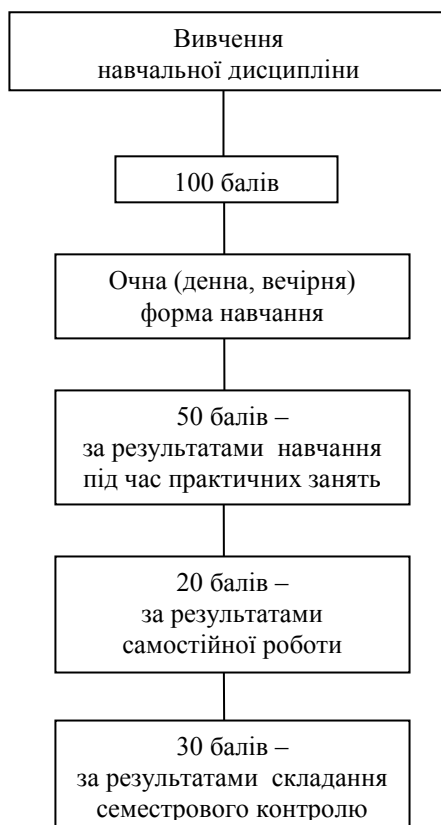 Вивчення
навчальної дисципліни
100 балів
Очна (денна, вечірня)
форма навчання
50 балів –
за результатами навчання
під час практичних занять
20 балів –
за результатами
самостійної роботи
30 балів –
за результатами складання
семестрового контролю